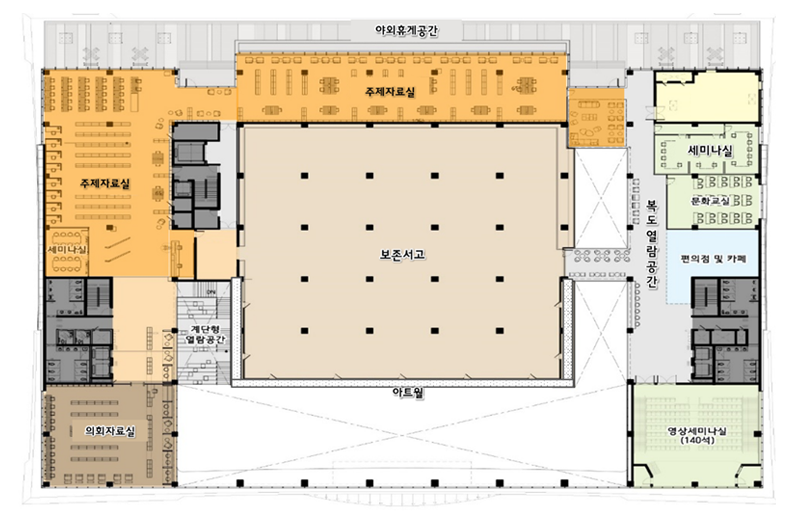 야외휴게공간
주제자료실
세미나실
주제자료실
문화교실
복도열람공간
세미나실
보존서고
편의점 및 카페
계단형
열람공간
아트월
의회자료실
영상세미나실
(140석)